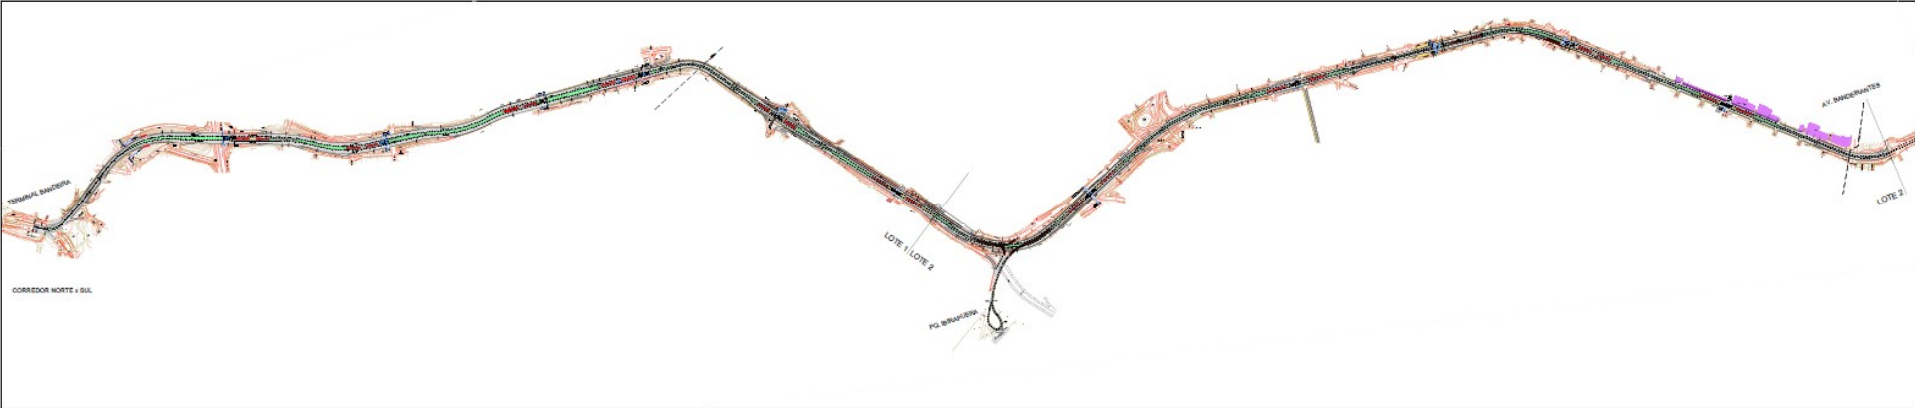 TERMINAL BANDEIRA
CORREDOR NORTE x SUL
LOTE 1
LOTE 2
PQ. IBIRAPUERA
AV. BANDEIRANTES
LOTE 2